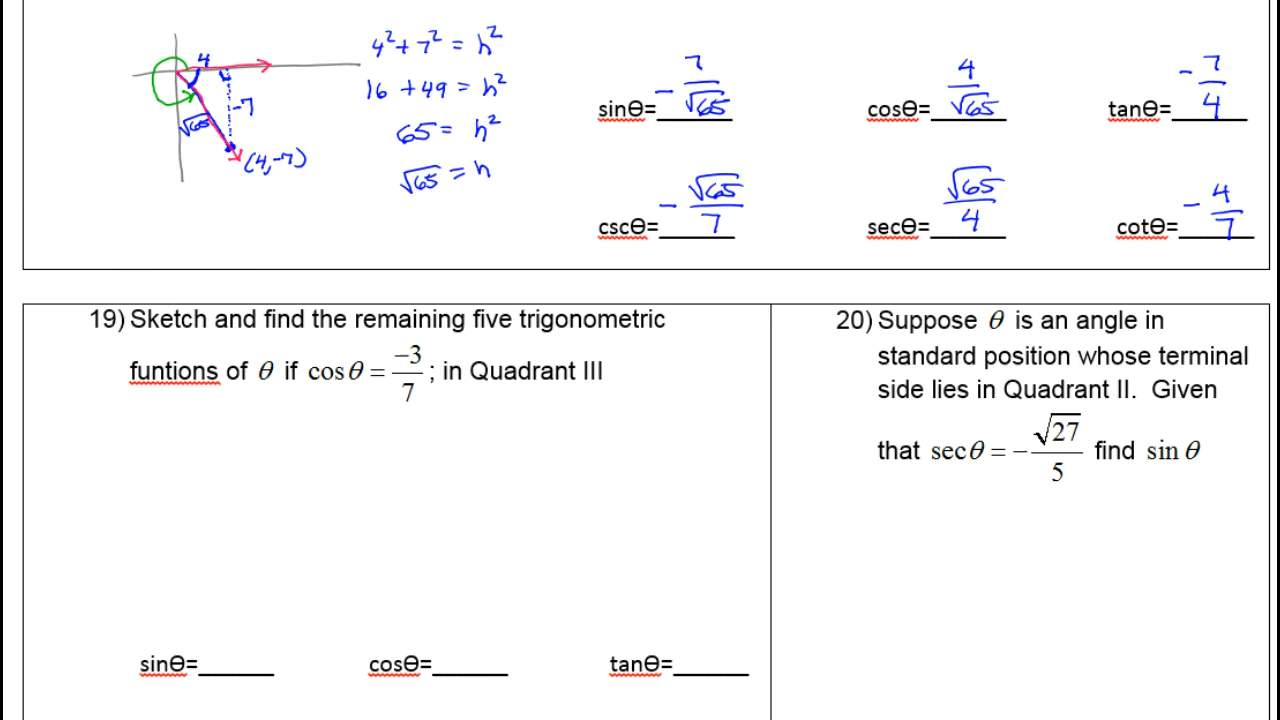 4
-7
√65
(4,-7)
4² + 7² = h²
16 + 49 = h²
65 = h²
√65 = h
sinθ= -7/√65
cosθ= 4/√65
tanθ= -7/4
cscθ= -√65/7
secθ= √65/4
cotθ= -4/7
19) Sketch and find the remaining five trigonometric
funtions of θ if cos θ = -3/7 ; in Quadrant III
sinθ=______ cosθ=______ tanθ=______
20) Suppose θ is an angle in
standard position whose terminal
side lies in Quadrant II. Given
that sec θ = -√27/5 find sin θ